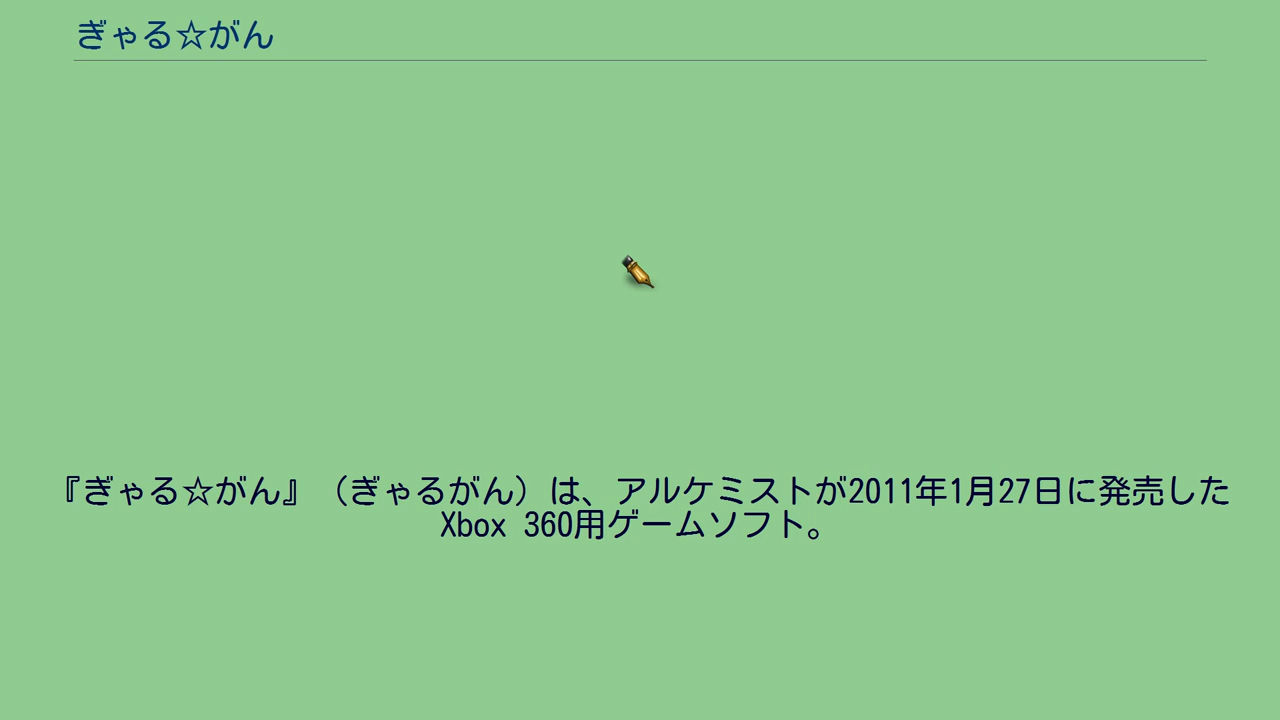 ぎゃる☆がん
『ぎゃる☆がん』（ぎゃるがん）は、アルケミストが2011年1月27日に発売した
Xbox 360用ゲームソフト。